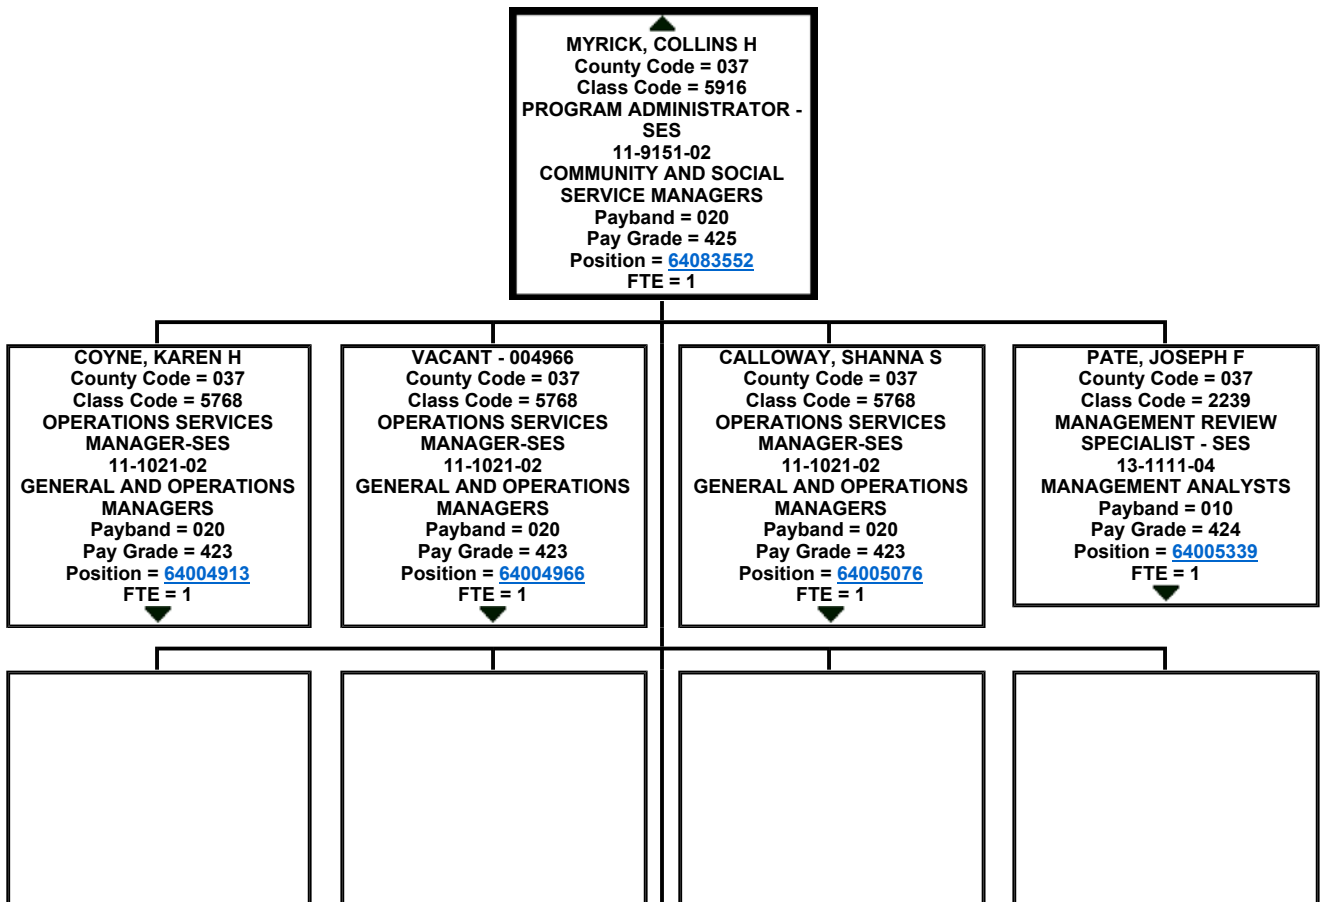 MYRICK, COLLINS H
County Code = 037
Class Code = 5916
PROGRAM ADMINISTRATOR -
SES
11-9151-02
COMMUNITY AND SOCIAL
SERVICE MANAGERS
Payband = 020
Pay Grade = 425
Position = 64083552
FTE = 1
COYNE, KAREN H
County Code = 037
Class Code = 5768
OPERATIONS SERVICES
MANAGER-SES
11-1021-02
GENERAL AND OPERATIONS
MANAGERS
Payband = 020
Pay Grade = 423
Position = 64004913
FTE = 1
VACANT - 004966
County Code = 037
Class Code = 5768
OPERATIONS SERVICES
MANAGER-SES
11-1021-02
GENERAL AND OPERATIONS
MANAGERS
Payband = 020
Pay Grade = 423
Position = 64004966
FTE = 1
CALLOWAY, SHANNA S
County Code = 037
Class Code = 5768
OPERATIONS SERVICES
MANAGER-SES
11-1021-02
GENERAL AND OPERATIONS
MANAGERS
Payband = 020
Pay Grade = 423
Position = 64005076
FTE = 1
PATE, JOSEPH F
County Code = 037
Class Code = 2239
MANAGEMENT REVIEW
SPECIALIST - SES
13-1111-04
MANAGEMENT ANALYSTS
Payband = 010
Pay Grade = 424
Position = 64005339
FTE = 1